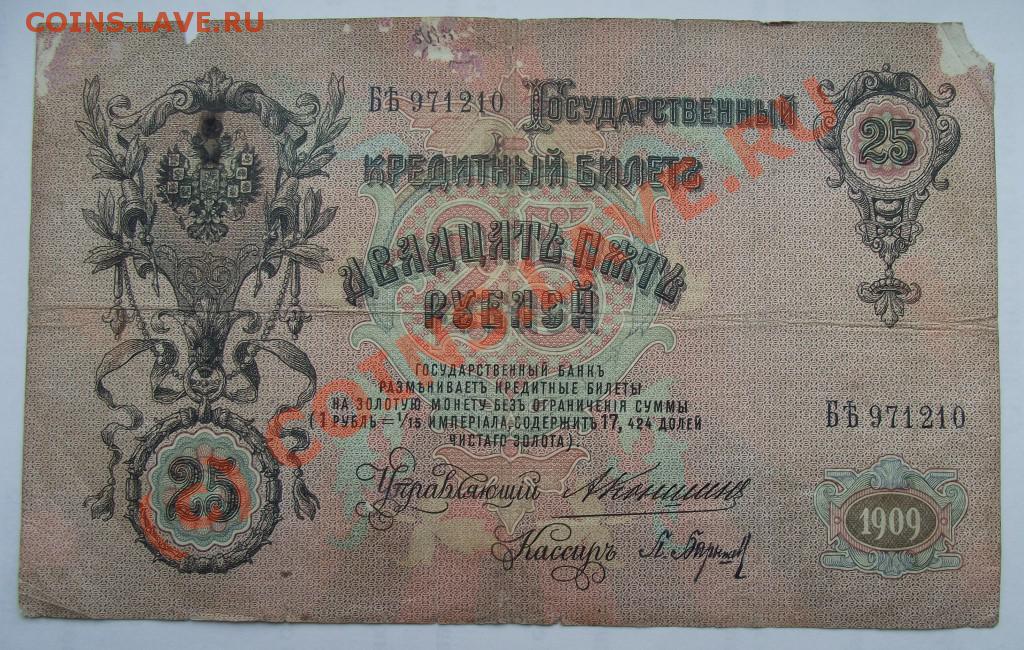 COINS.LAVE.RU
БѢ 971210
ГОСУДАРСТВЕННЫЙ
25
КРЕДИТНЫЙ БИЛЕТЪ
ДВАДЦАТЬ ПЯТЬ
РУБЛЕЙ
25
ГОСУДАРСТВЕННЫЙ БАНКЪ
РАЗМѢНИВАЕТЪ КРЕДИТНЫЕ БИЛЕТЫ
НА ЗОЛОТУЮ МОНЕТУ БЕЗЪ ОГРАНИЧЕНІЯ СУММЫ
(1 РУБЛЬ = 1/15 ИМПЕРІАЛА, СОДЕРЖИТЪ 17,424 ДОЛЕЙ
ЧИСТАГО ЗОЛОТА).
БѢ 971210
25
Управляющій
Кассиръ
1909
COINS.LAVE.RU